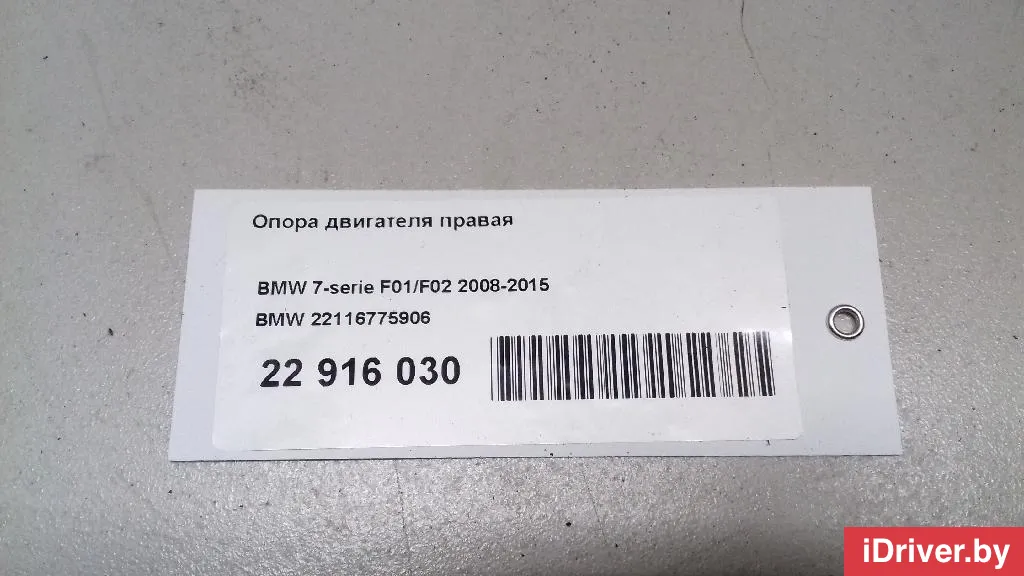 Опора двигателя правая
BMW 7-serie F01/F02 2008-2015
BMW 22116775906
22 916 030
iDriver.by